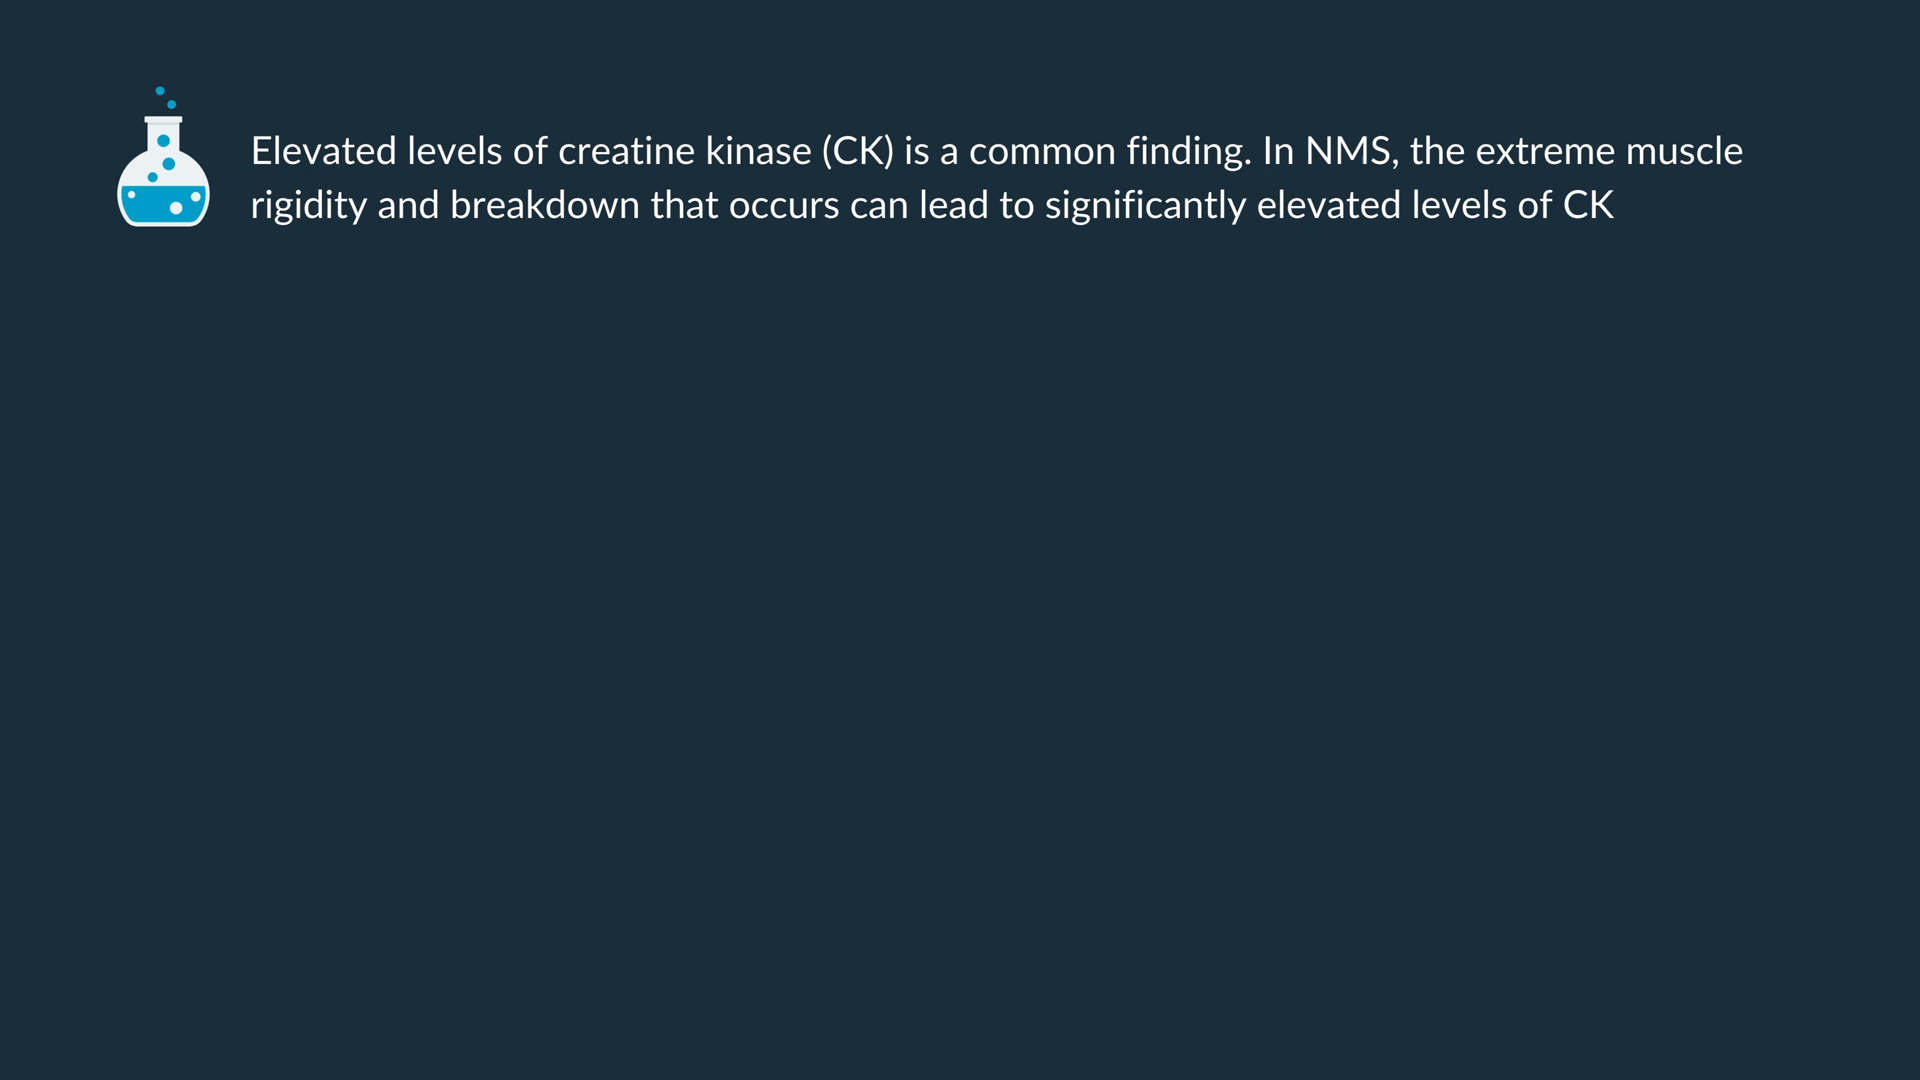 Elevated levels of creatine kinase (CK) is a common finding. In NMS, the extreme muscle
rigidity and breakdown that occurs can lead to significantly elevated levels of CK